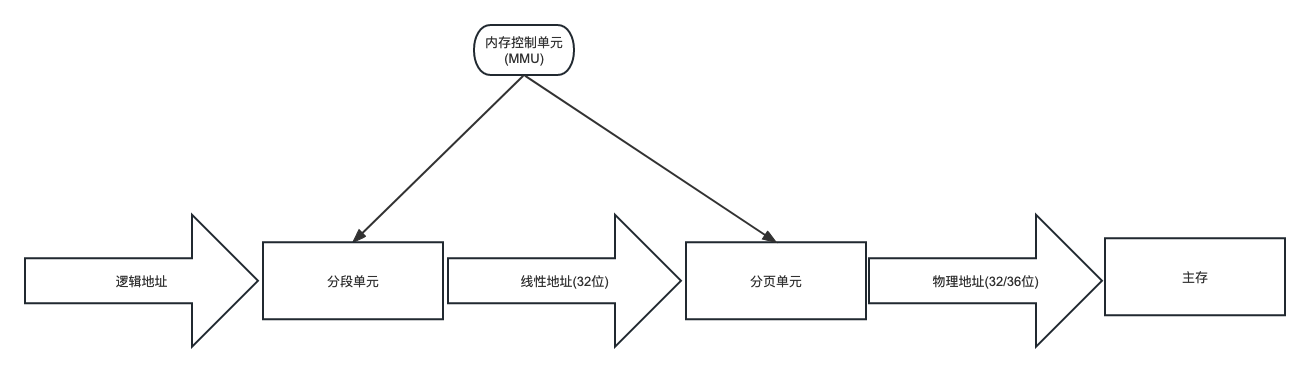 内存控制单元
(MMU)
逻辑地址
分段单元
线性地址(32位)
分页单元
物理地址(32/36位)
主存